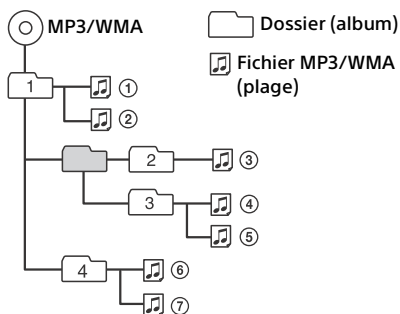 MP3/WMA
Dossier (album)
Fichier MP3/WMA
(plage)
1
①
②
2
③
3
④
⑤
4
⑥
⑦